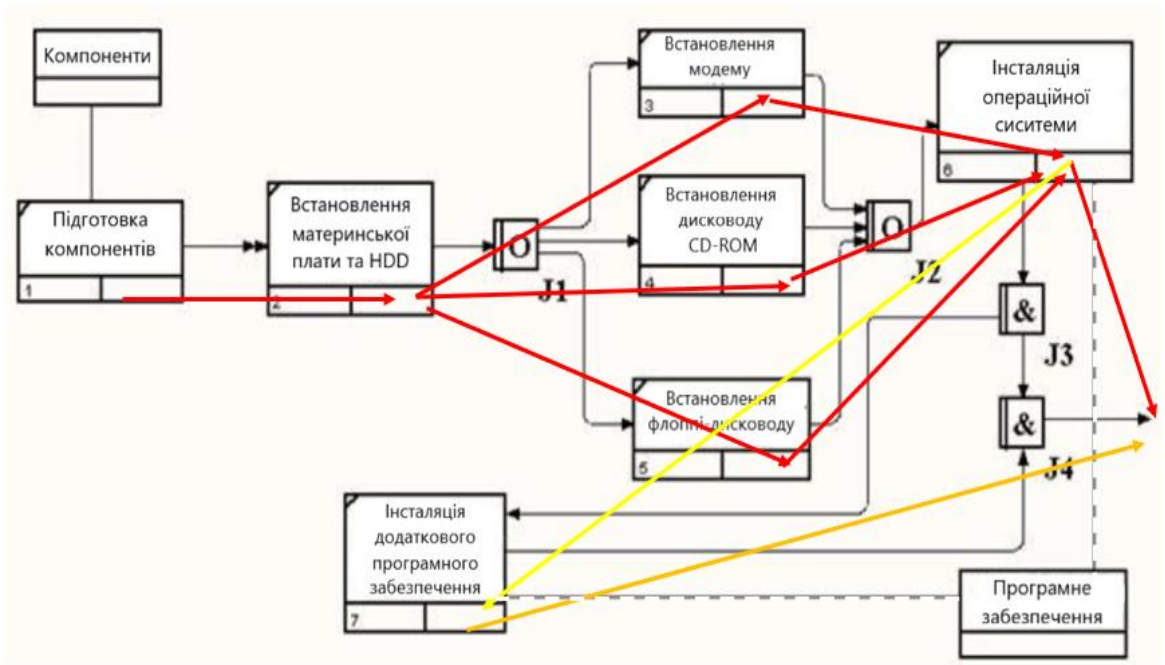 Компоненти
Підготовка
компонентів
1
Встановлення
материнської
плати та HDD
2
O
J1
Встановлення
модему
3
Встановлення
дисководу
CD-ROM
4
Встановлення
флоппі-дисководу
5
O
J2
Інсталяція
операційної
сиситеми
6
&
J3
&
J4
Інсталяція
додаткового
програмного
забезпечення
7
Програмне
забезпечення